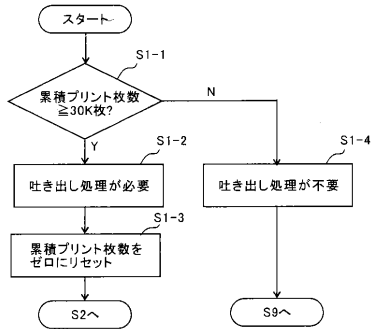 スタート
S1-1
累積プリント枚数
≧30K枚?
N
Y
S1-2
吐き出し処理が必要
S1-4
吐き出し処理が不要
S1-3
累積プリント枚数を
ゼロにリセット
S2へ
S9へ